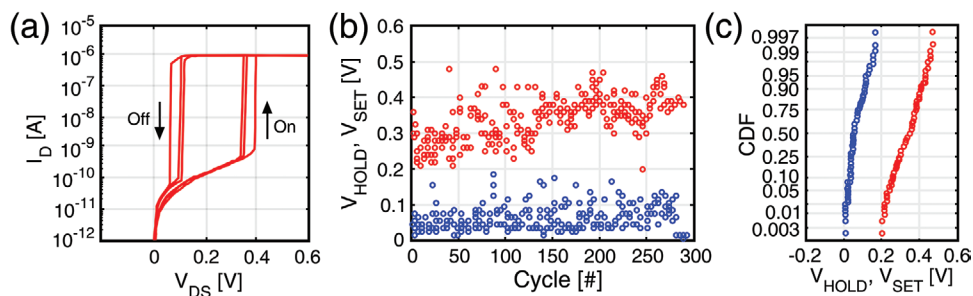 (a)
I_D [A]
10^-5
10^-6
10^-7
10^-8
10^-9
10^-10
10^-11
10^-12
Off
On
0
0.2
0.4
0.6
V_DS [V]
(b)
V_HOLD, V_SET [V]
0.6
0.5
0.4
0.3
0.2
0.1
0
0 50 100 150 200 250 300
Cycle [#]
(c)
CDF
0.997
0.99
0.95
0.90
0.75
0.50
0.25
0.10
0.05
0.01
0.003
-0.2 0 0.2 0.4 0.6
V_HOLD, V_SET [V]